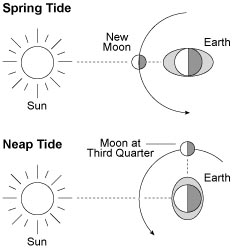 Spring Tide
New
Moon
Earth
Sun
Neap Tide
Moon at
Third Quarter
Earth
Sun